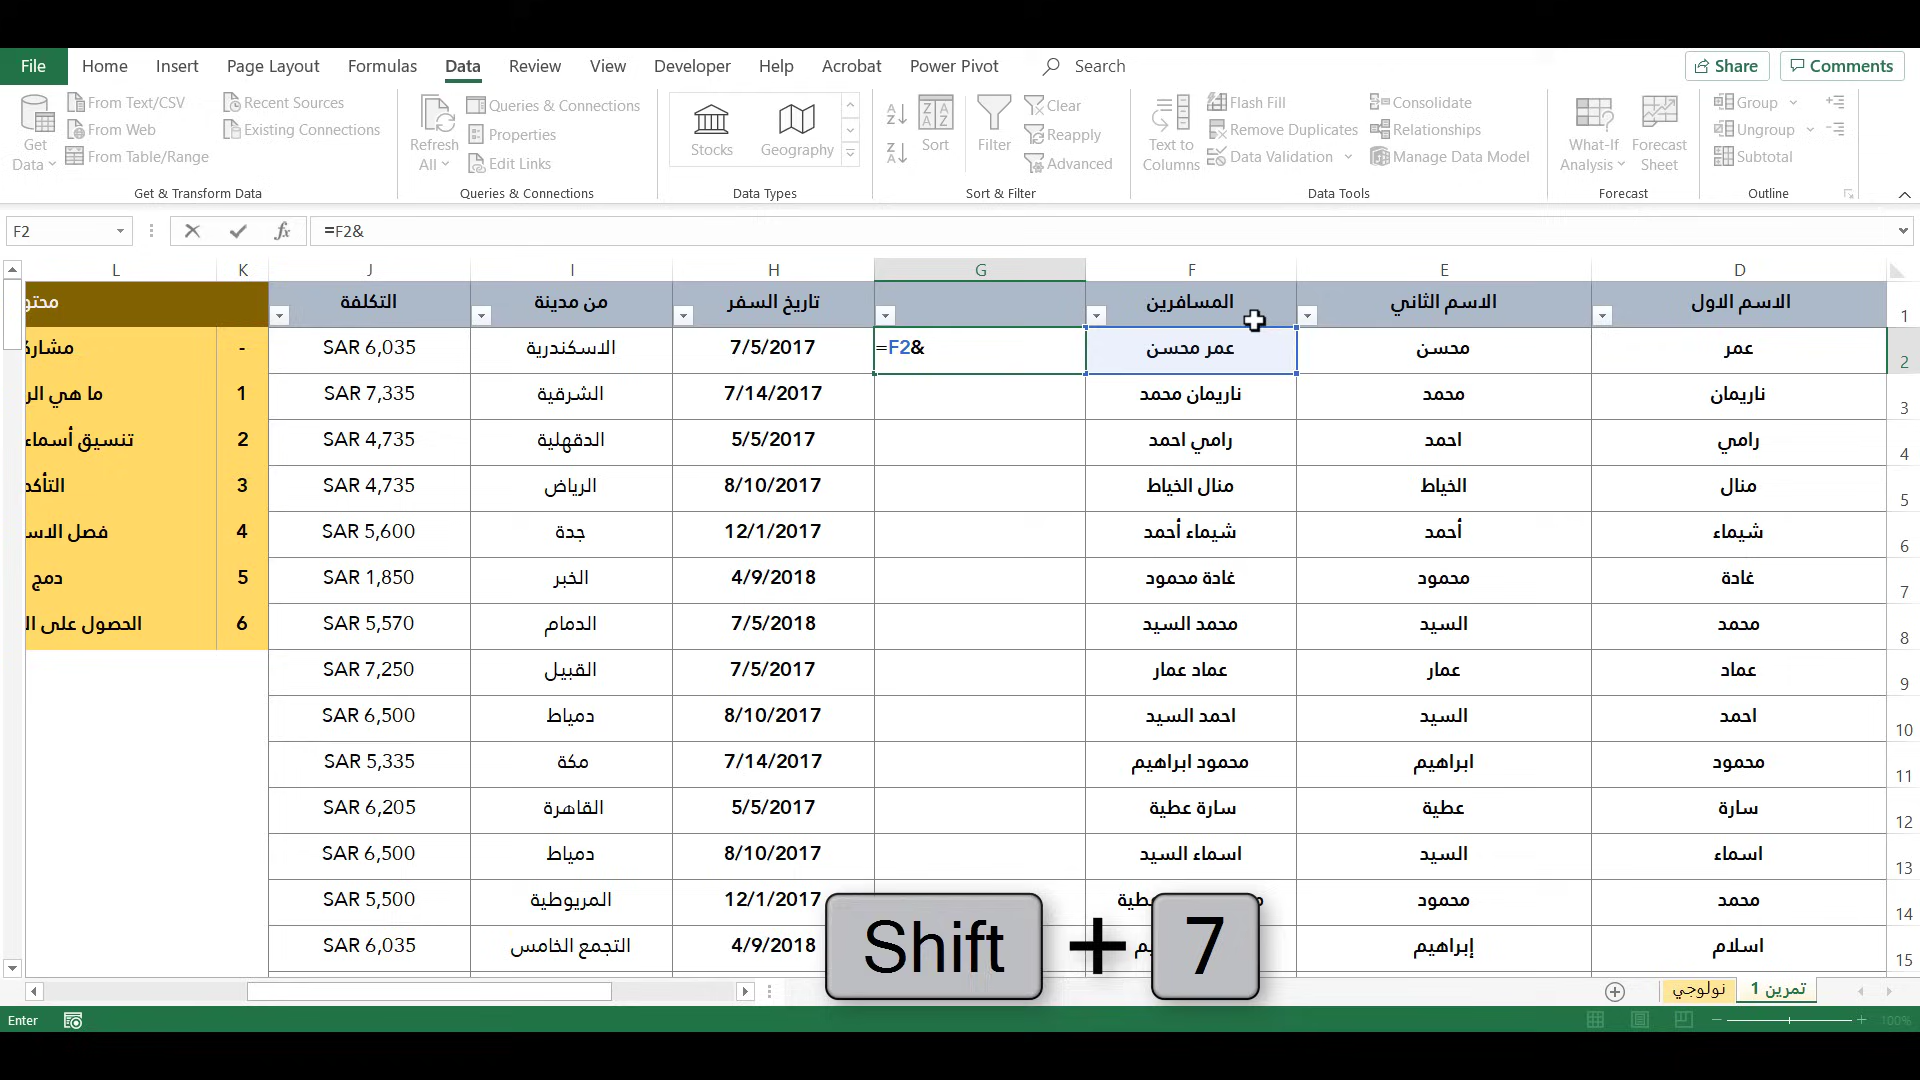 File Home Insert Page Layout Formulas Data Review View Developer Help Acrobat Power Pivot Search Share Comments
Get Data From Text/CSV From Web From Table/Range Recent Sources Existing Connections
Get & Transform Data
Refresh All Queries & Connections Properties Edit Links
Queries & Connections
Stocks Geography
Data Types
Sort Filter Clear Reapply Advanced
Sort & Filter
Text to Columns Flash Fill Remove Duplicates Data Validation Consolidate Relationships Manage Data Model
Data Tools
What-If Analysis Forecast Sheet
Forecast
Group Ungroup Subtotal
Outline
F2 fx =F2&
L K J I H G F E D
1 الاسم الاول الاسم الثاني المسافرين تاريخ السفر من مدينة التكلفة
2 عمر محسن عمر محسن =F2& 7/5/2017 الاسكندرية SAR 6,035 -
3 ناريمان محمد ناريمان محمد 7/14/2017 الشرقية SAR 7,335 1 ما هي
4 رامي احمد رامي احمد 5/5/2017 الدقهلية SAR 4,735 2 تنسيق أسماء
5 منال الخياط منال الخياط 8/10/2017 الرياض SAR 4,735 3
6 شيماء أحمد شيماء أحمد 12/1/2017 جدة SAR 5,600 4 فصل
7 غادة محمود غادة محمود 4/9/2018 الخبر SAR 1,850 5 دمج
8 محمد السيد محمد السيد 7/5/2018 الدمام SAR 5,570 6 الحصول على
9 عماد عمار عماد عمار 7/5/2017 القبيل SAR 7,250
10 احمد السيد احمد السيد 8/10/2017 دمياط SAR 6,500
11 محمود ابراهيم محمود ابراهيم 7/14/2017 مكة SAR 5,335
12 سارة عطية سارة عطية 5/5/2017 القاهرة SAR 6,205
13 اسماء السيد اسماء السيد 8/10/2017 دمياط SAR 6,500
14 محمد محمود 12/1/2017 المريوطية SAR 5,500
15 اسلام إبراهيم 4/9/2018 التجمع الخامس SAR 6,035
Shift + 7
تمرين 1 نولوجي
Enter 100%